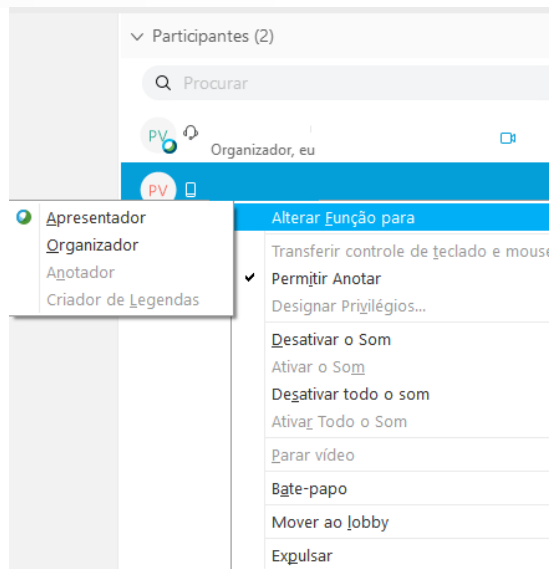 Participantes (2)
Procurar
PV
Organizador, eu
PV
Apresentador
Organizador
Anotador
Criador de Legendas
Alterar Função para
Transferir controle de teclado e mouse
Permitir Anotar
Designar Privilégios...
Desativar o Som
Ativar o Som
Desativar todo o som
Ativar Todo o Som
Parar vídeo
Bate-papo
Mover ao lobby
Expulsar